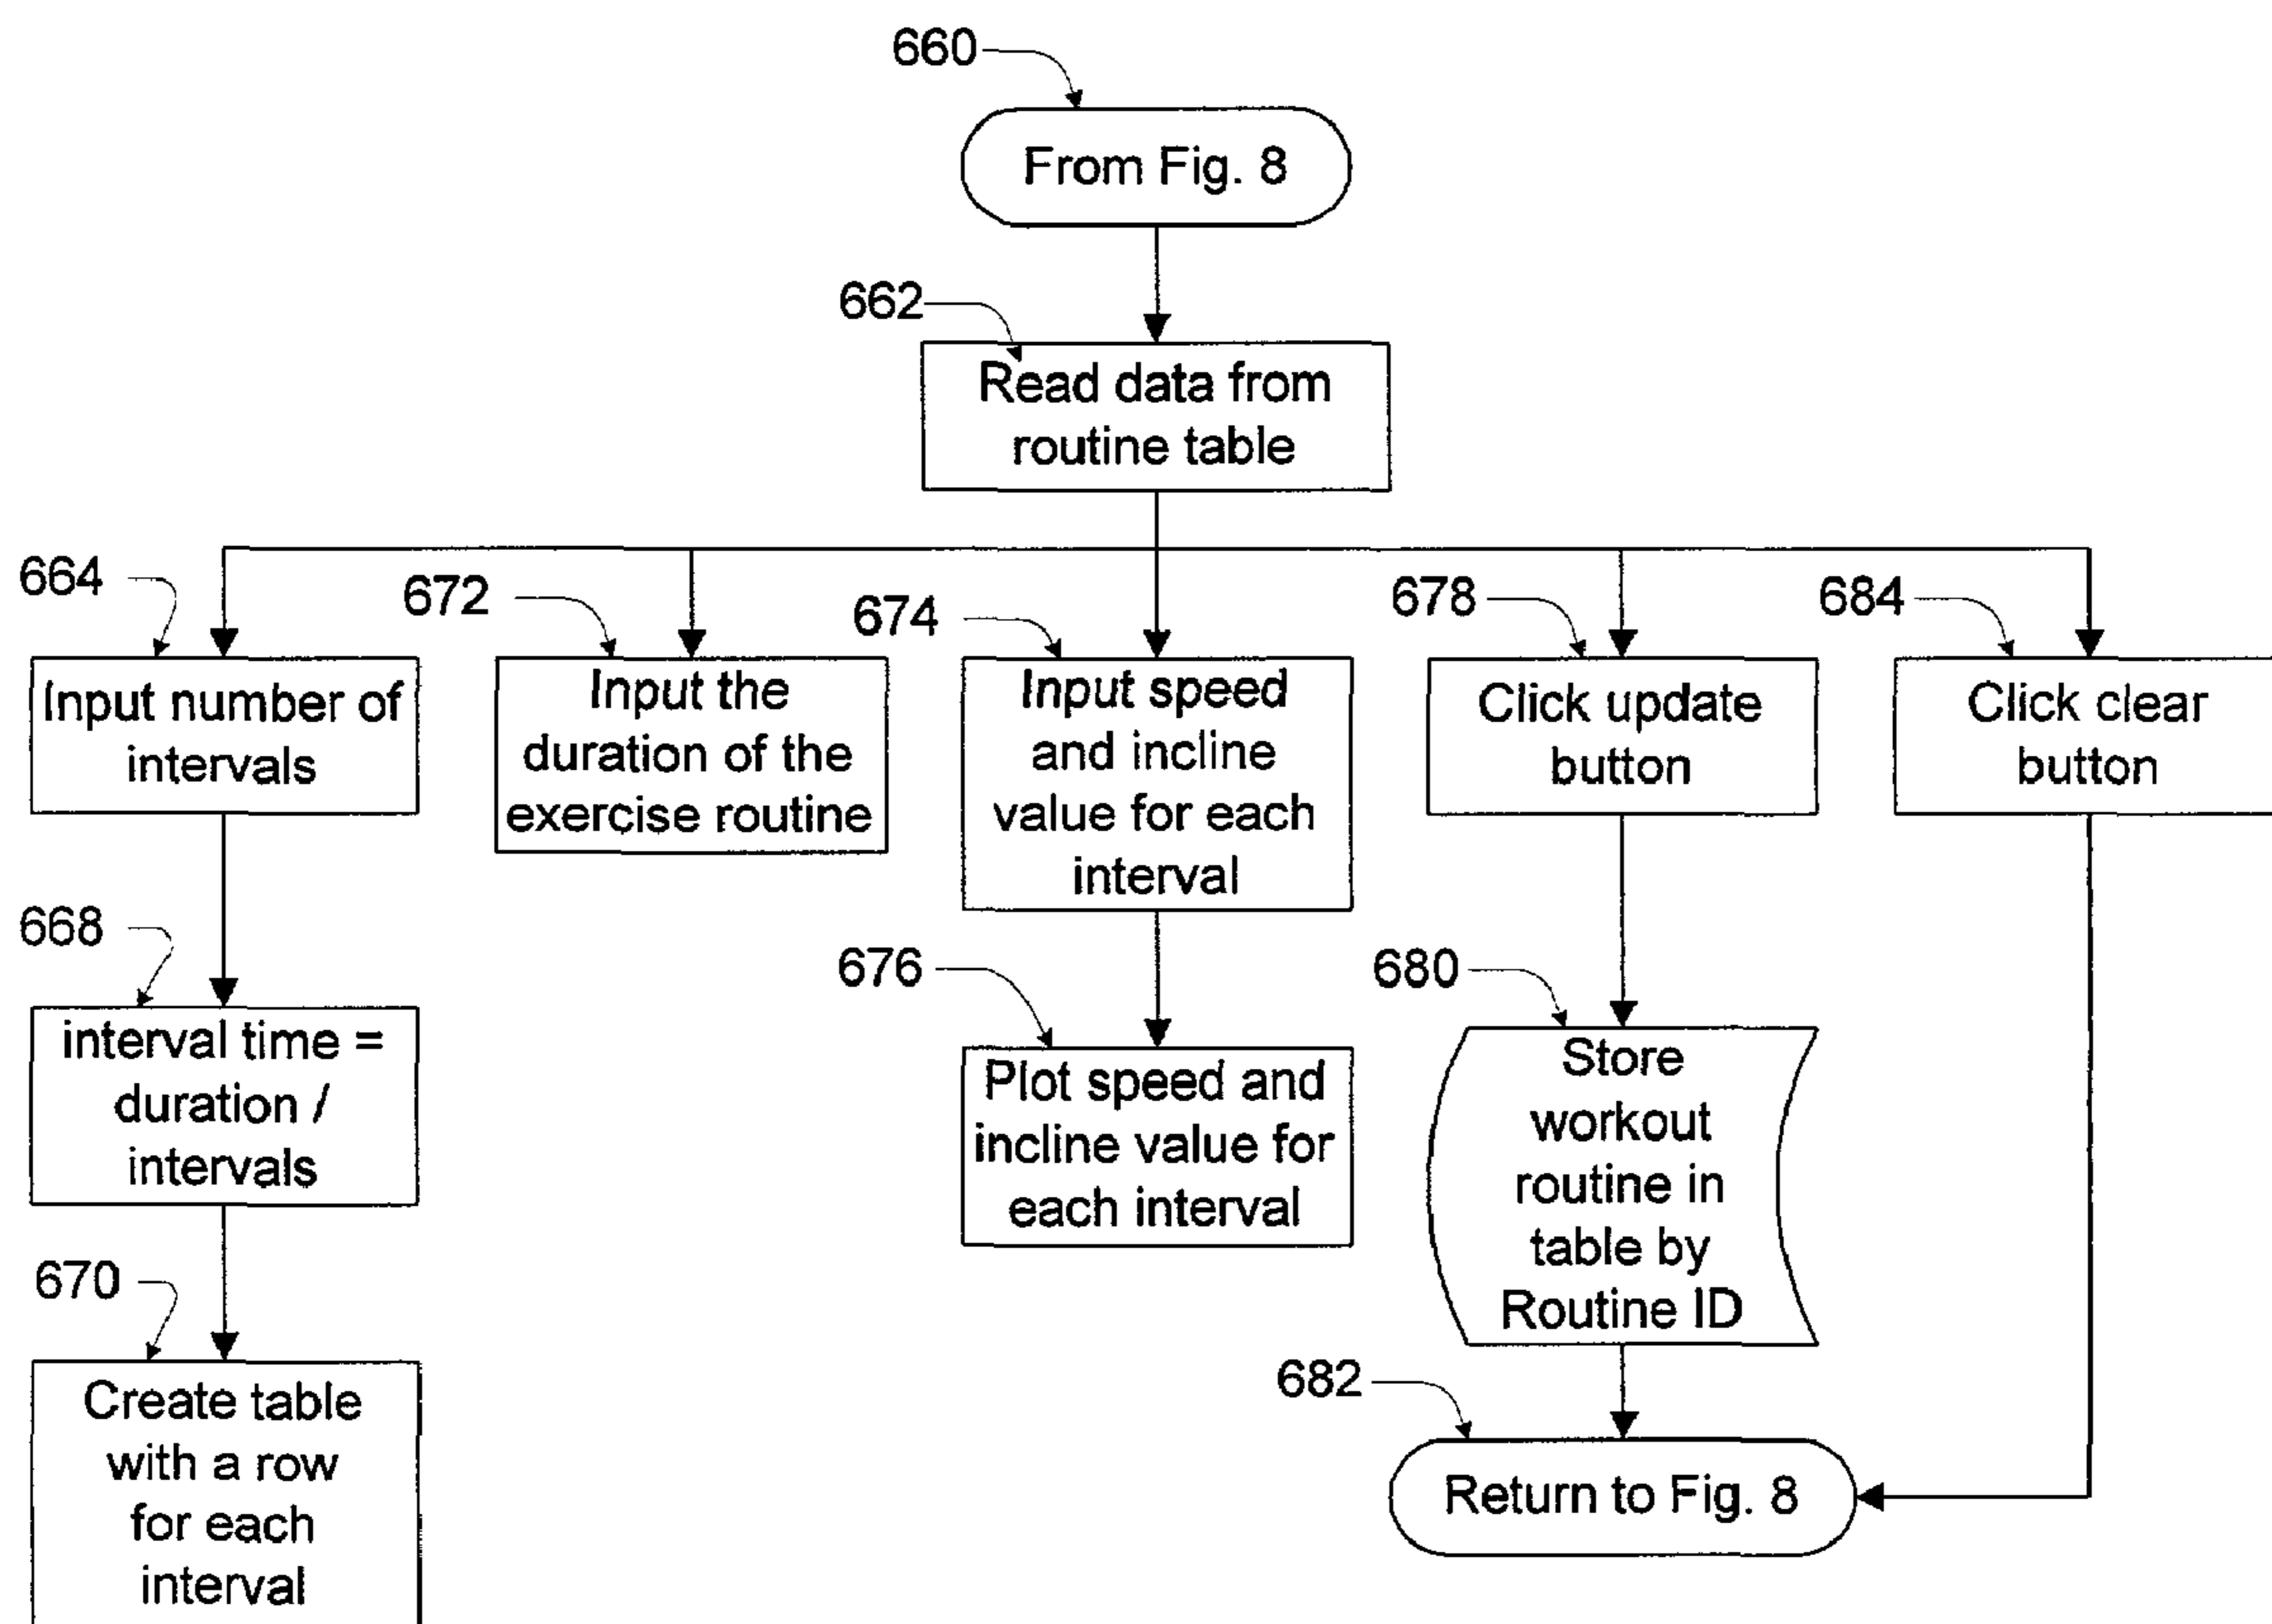 660
From Fig. 8
662
Read data from
routine table
664
672
674
678
684
Input number of
intervals
Input the
duration of the
exercise routine
Input speed
and incline
value for each
interval
Click update
button
Click clear
button
668
676
680
interval time =
duration /
intervals
Plot speed and
incline value for
each interval
Store
workout
routine in
table by
Routine ID
670
682
Create table
with a row
for each
interval
Return to Fig. 8